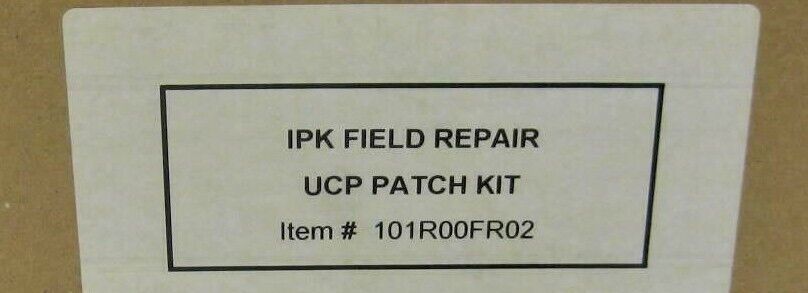 IPK FIELD REPAIR
UCP PATCH KIT
Item # 101R00FR02